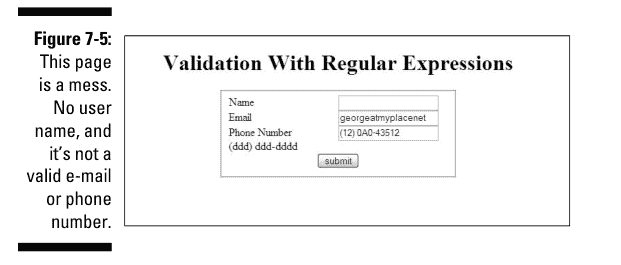 Figure 7-5:
This page
is a mess.
No user
name, and
it's not a
valid e-mail
or phone
number.
Validation With Regular Expressions
Name
Email georgeatmyplacenet
Phone Number (12) 0A0-43512
(ddd) ddd-dddd
submit